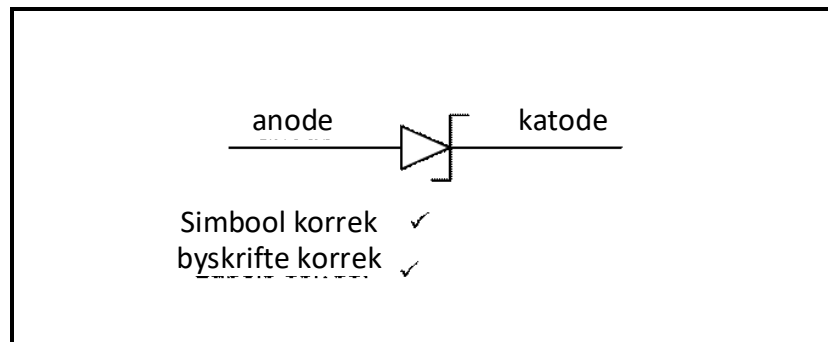 anode katode
Simbool korrek ✓
byskrifte korrek ✓